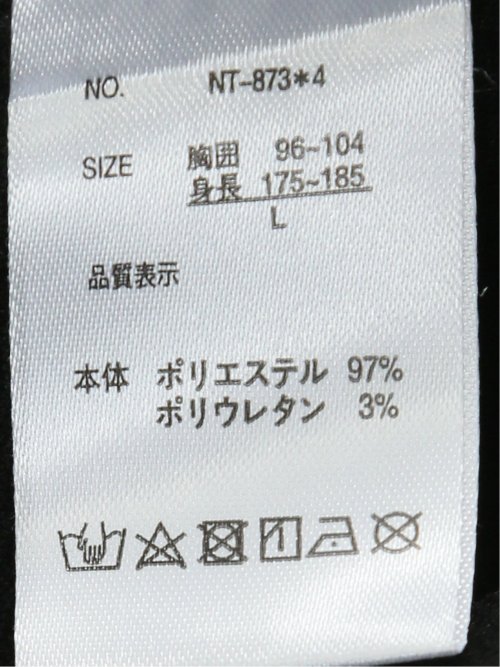 NO. NT-873*4
SIZE 胸囲 96~104
身長 175~185
L
品質表示
本体 ポリエステル 97%
ポリウレタン 3%